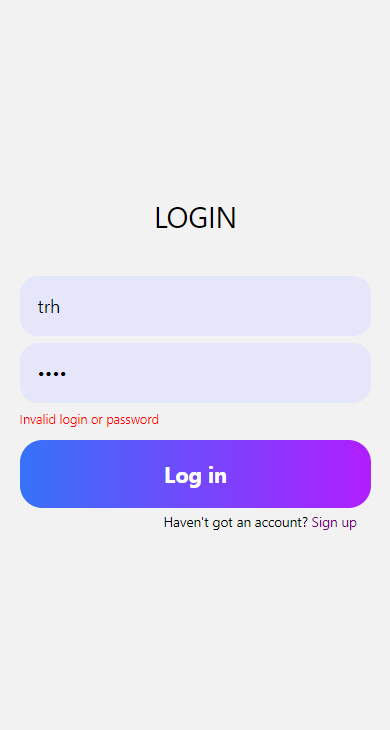 LOGIN
trh
••••
Invalid login or password
Log in
Haven't got an account? Sign up